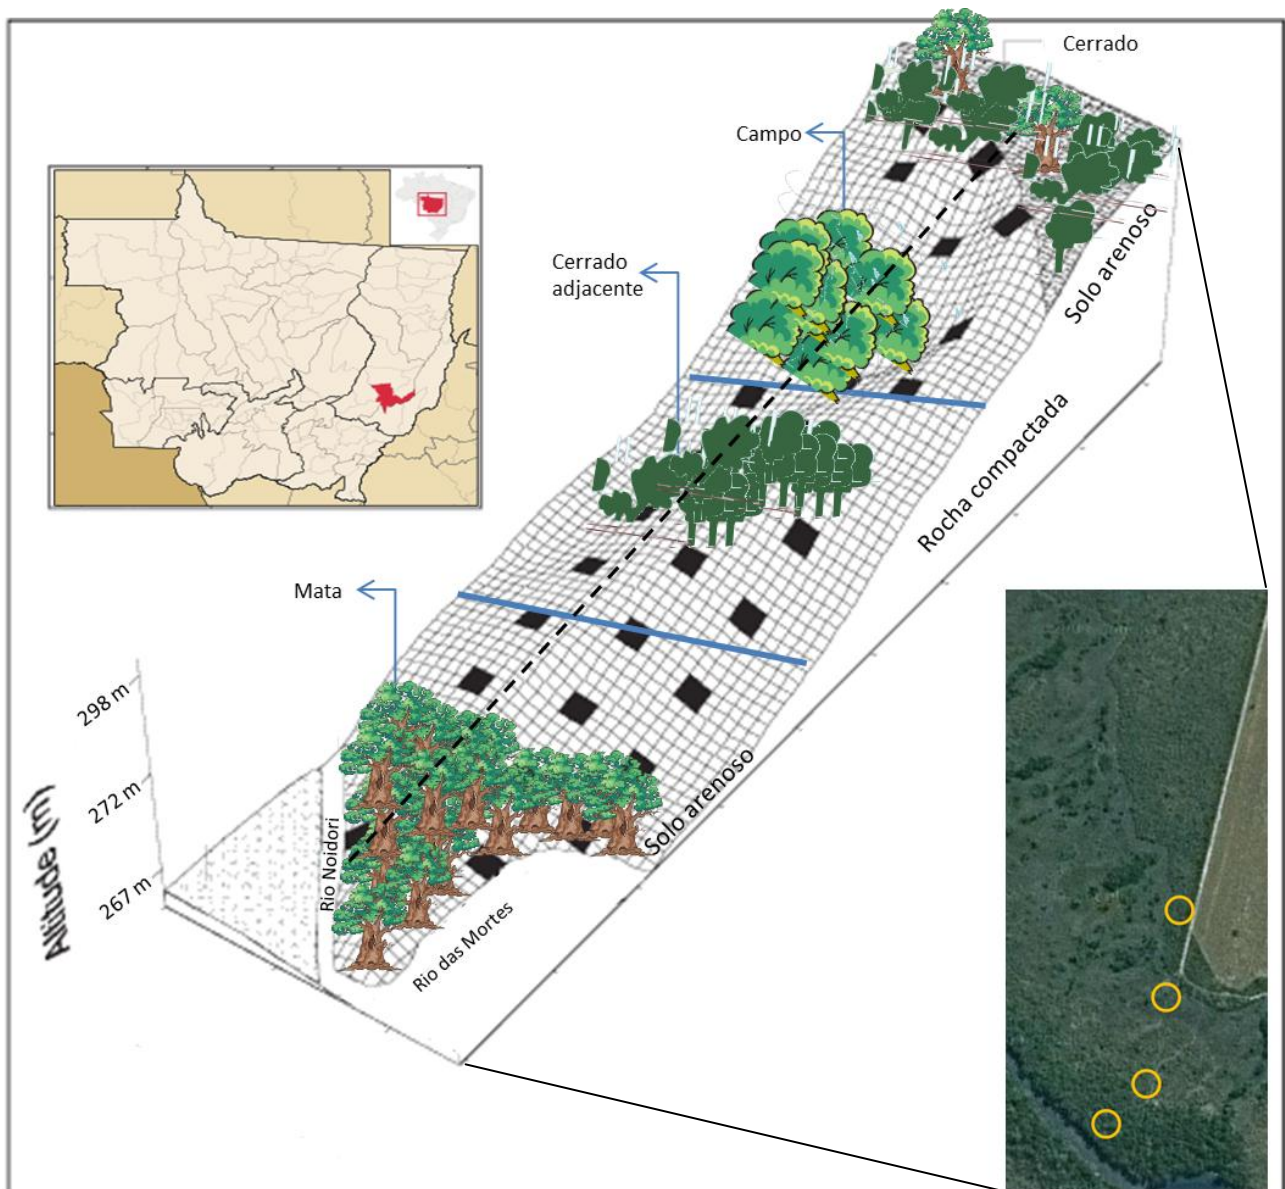 Cerrado
Campo
Cerrado
adjacente
Solo arenoso
Rocha compactada
Mata
298 m
272 m
267 m
Altitude (m)
Rio Noidori
Solo arenoso
Rio das Mortes